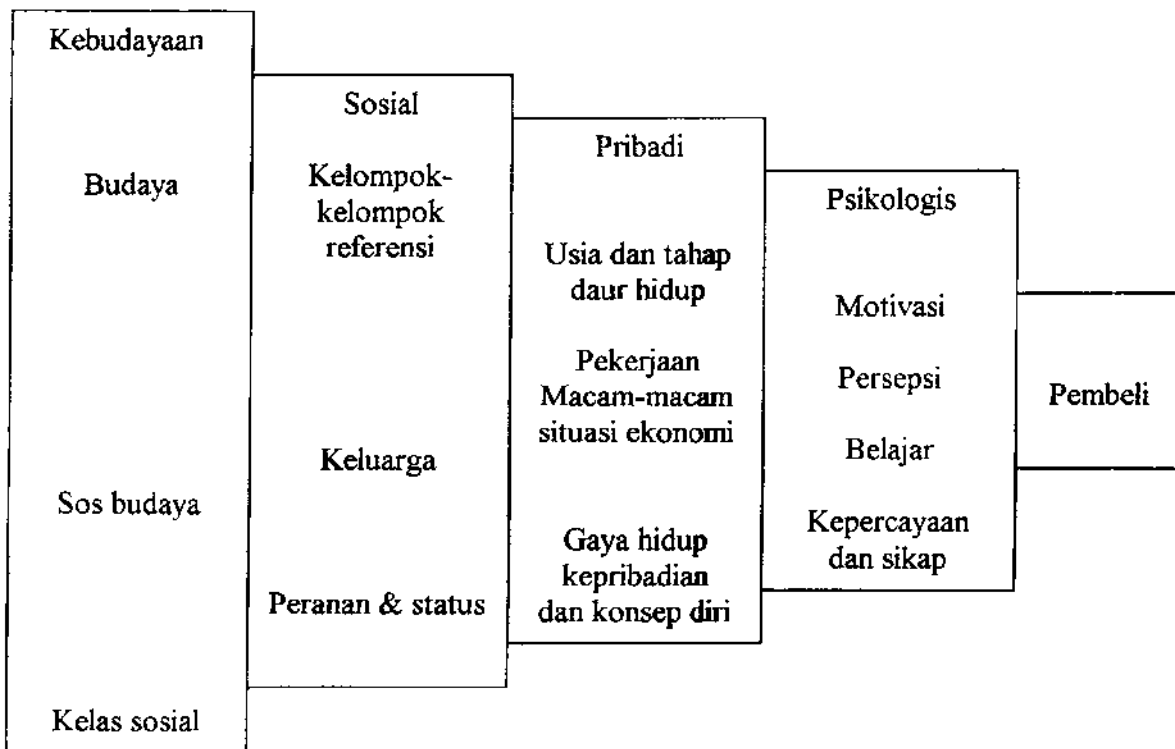 Kebudayaan
Budaya
Sos budaya
Kelas sosial
Sosial
Kelompok-
kelompok
referensi
Keluarga
Peranan & status
Pribadi
Usia dan tahap
daur hidup
Pekerjaan
Macam-macam
situasi ekonomi
Gaya hidup
kepribadian
dan konsep diri
Psikologis
Motivasi
Persepsi
Belajar
Kepercayaan
dan sikap
Pembeli